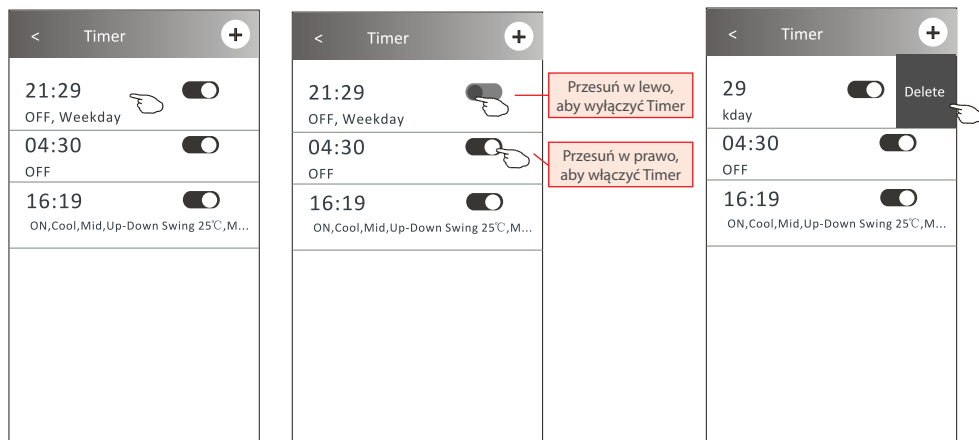 < Timer +
21:29
OFF, Weekday
04:30
OFF
16:19
ON,Cool,Mid,Up-Down Swing 25℃,M...
< Timer +
21:29
OFF, Weekday
04:30
OFF
16:19
ON,Cool,Mid,Up-Down Swing 25℃,M...
Przesuń w lewo,
aby wyłączyć Timer
Przesuń w prawo,
aby włączyć Timer
< Timer +
29
Delete
kday
04:30
OFF
16:19
ON,Cool,Mid,Up-Down Swing 25℃,M...